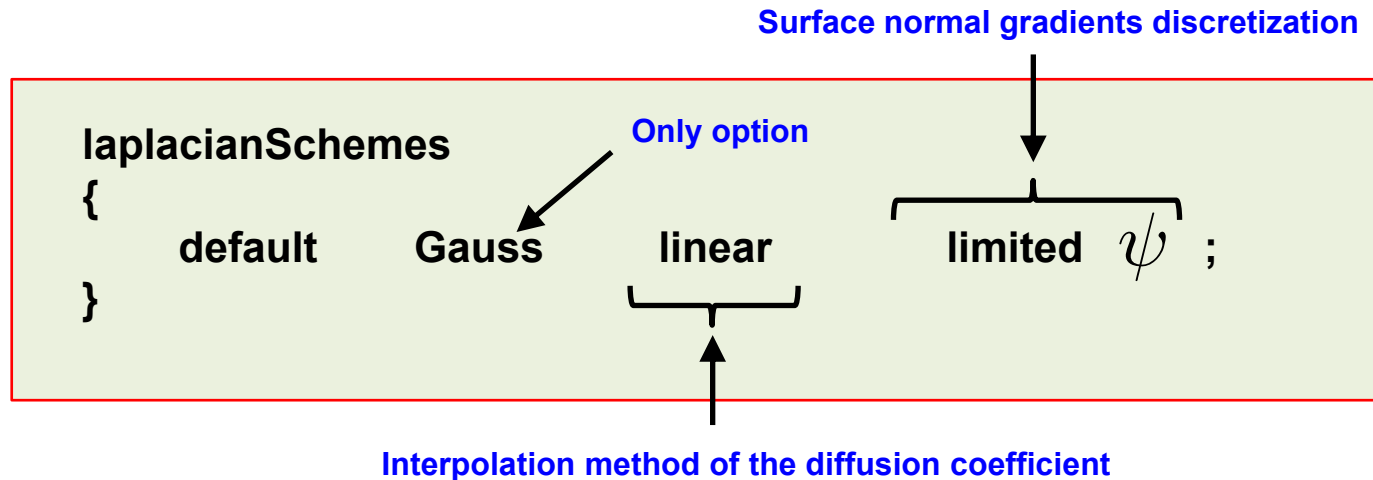 Surface normal gradients discretization
laplacianSchemes
Only option
{
default Gauss linear limited ψ ;
}
Interpolation method of the diffusion coefficient